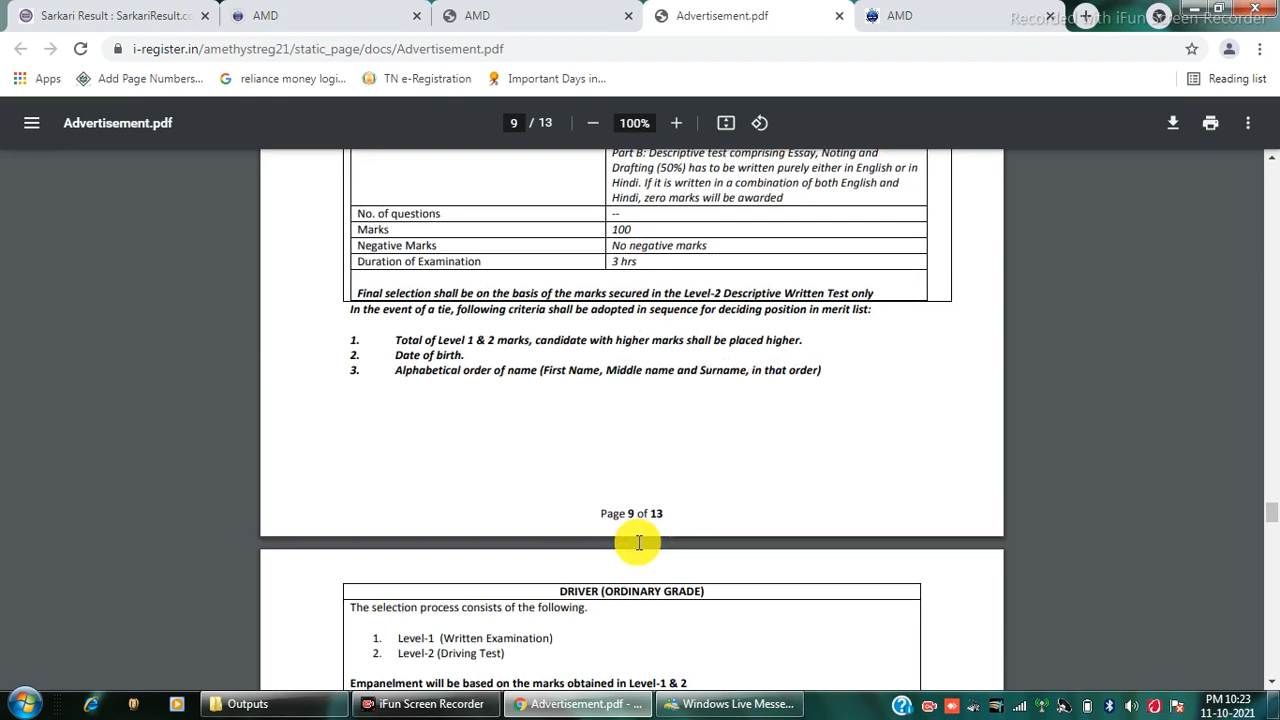 Sarkari Result : SarkariResult.cc
AMD
AMD
Advertisement.pdf
AMD
Recorded with iFun Screen Recorder
i-register.in/amethystreg21/static_page/docs/Advertisement.pdf
Apps
Add Page Numbers...
reliance money logi...
TN e-Registration
Important Days in...
Reading list
Advertisement.pdf
9 / 13
100%
Part B: Descriptive test comprising Essay, Noting and
Drafting (50%) has to be written purely either in English or in
Hindi. If it is written in a combination of both English and
Hindi, zero marks will be awarded
No. of questions --
Marks 100
Negative Marks No negative marks
Duration of Examination 3 hrs
Final selection shall be on the basis of the marks secured in the Level-2 Descriptive Written Test only
In the event of a tie, following criteria shall be adopted in sequence for deciding position in merit list:
1. Total of Level 1 & 2 marks, candidate with higher marks shall be placed higher.
2. Date of birth.
3. Alphabetical order of name (First Name, Middle name and Surname, in that order)
Page 9 of 13
DRIVER (ORDINARY GRADE)
The selection process consists of the following.
1. Level-1 (Written Examination)
2. Level-2 (Driving Test)
Empanelment will be based on the marks obtained in Level-1 & 2
Outputs
iFun Screen Recorder
Advertisement.pdf - ...
Windows Live Messe...
PM 10:23
11-10-2021